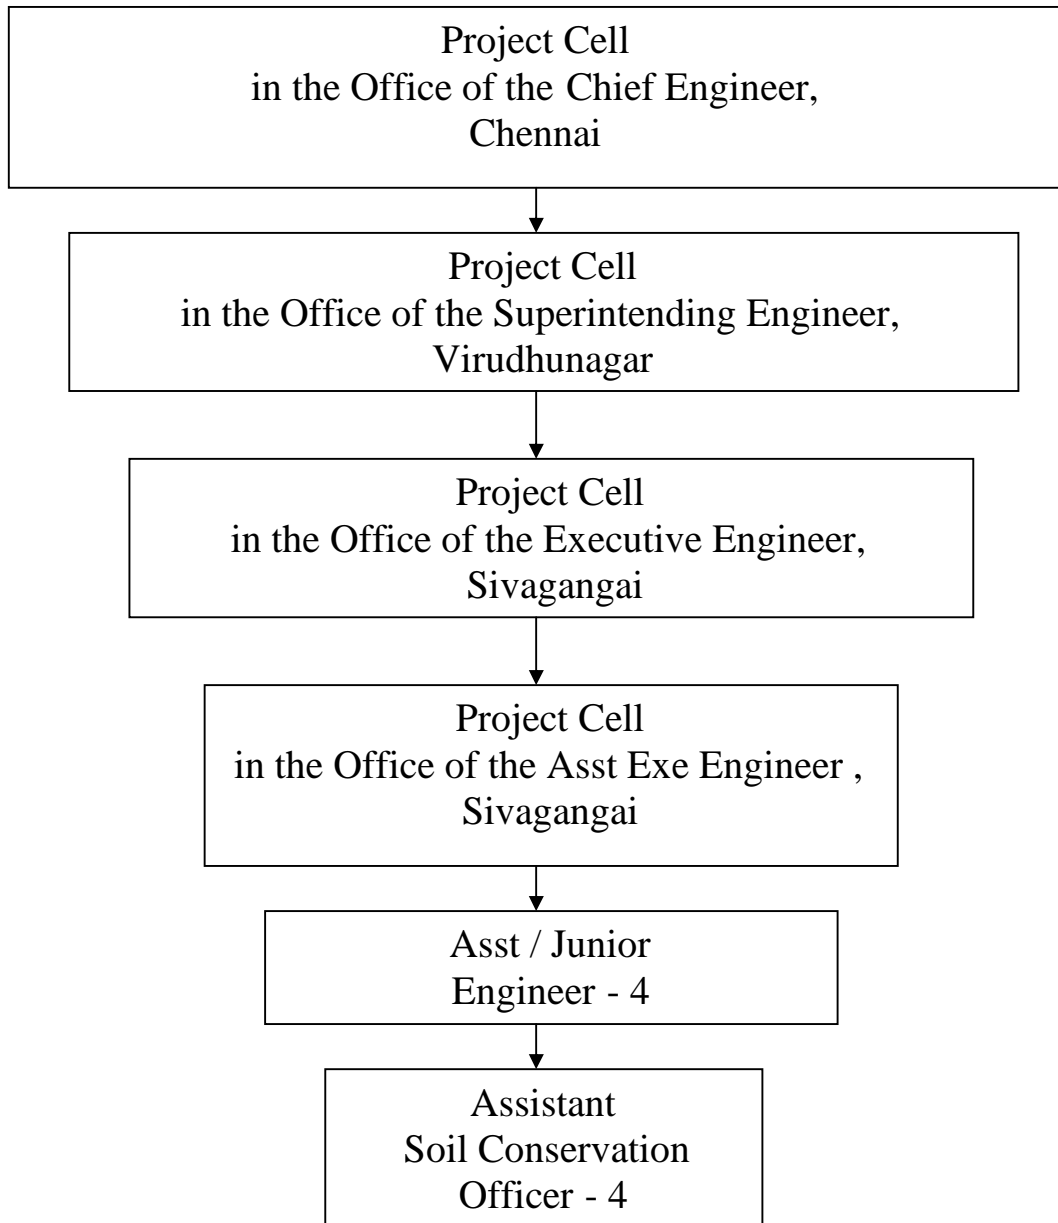 Project Cell
in the Office of the Chief Engineer,
Chennai
Project Cell
in the Office of the Superintending Engineer,
Virudhunagar
Project Cell
in the Office of the Executive Engineer,
Sivagangai
Project Cell
in the Office of the Asst Exe Engineer ,
Sivagangai
Asst / Junior
Engineer - 4
Assistant
Soil Conservation
Officer - 4